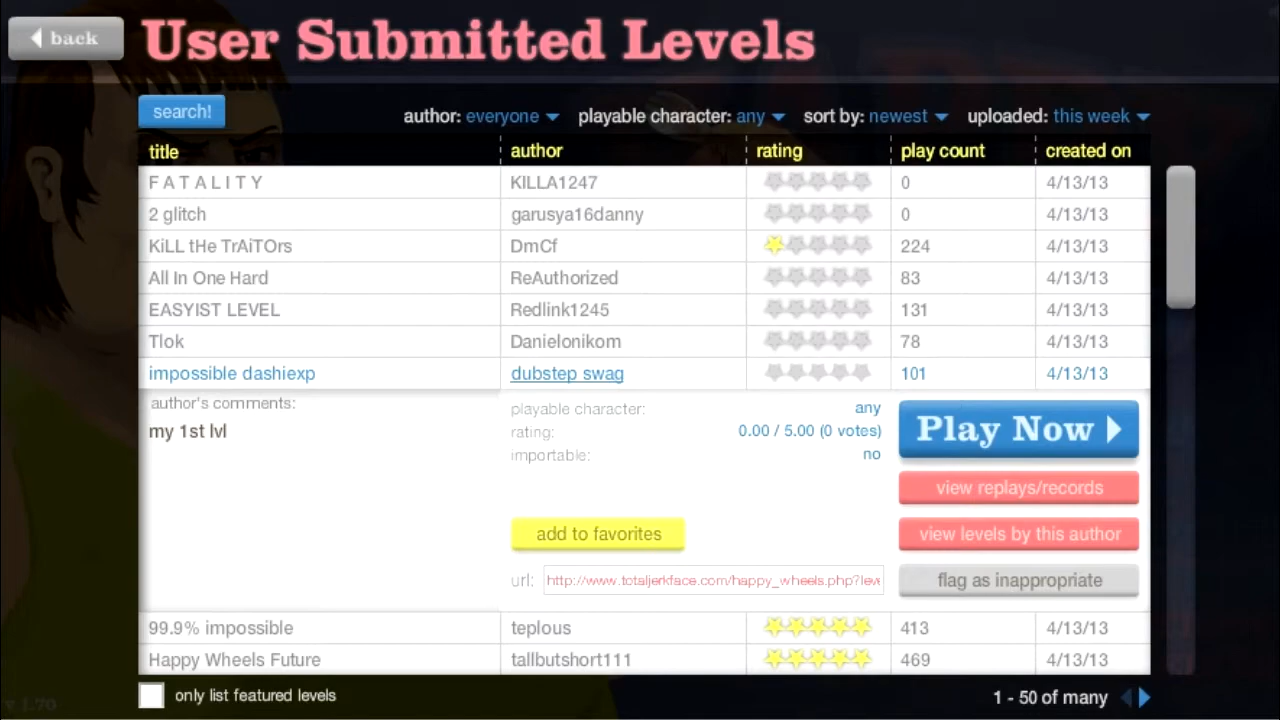 back
User Submitted Levels
search!
author: everyone playable character: any sort by: newest uploaded: this week
title author rating play count created on
F A T A L I T Y KILLA1247 0 4/13/13
2 glitch garusya16danny 0 4/13/13
KiLL tHe TrAiTOrs DmCf 224 4/13/13
All In One Hard ReAuthorized 83 4/13/13
EASYIST LEVEL Redlink1245 131 4/13/13
Tlok Danielonikom 78 4/13/13
impossible dashiexp dubstep swag 101 4/13/13
author's comments:
my 1st lvl
playable character: any
rating: 0.00 / 5.00 (0 votes)
importable: no
add to favorites
url: http://www.totaljerkface.com/happy_wheels.php?leve
Play Now
view replays/records
view levels by this author
flag as inappropriate
99.9% impossible teplous 413 4/13/13
Happy Wheels Future tallbutshort111 469 4/13/13
only list featured levels
1 - 50 of many
v 1.70